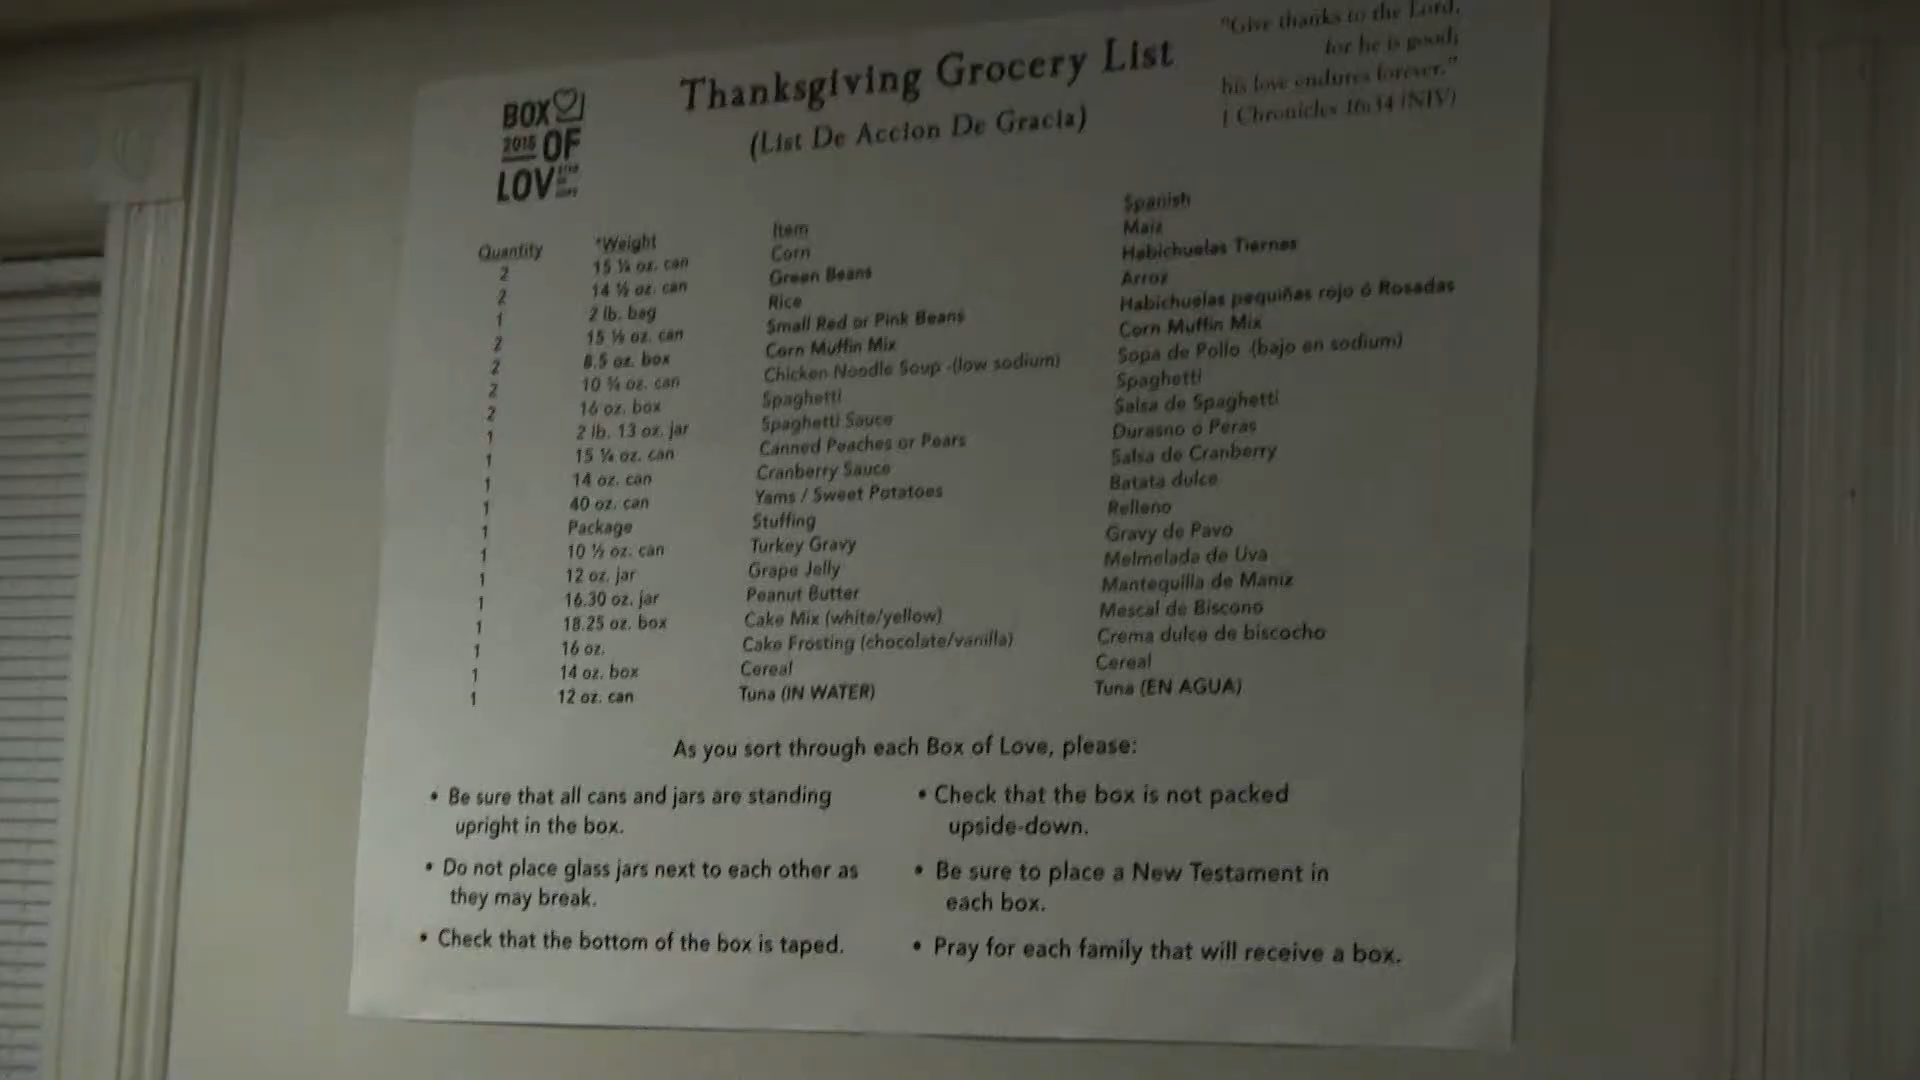 "Give thanks to the Lord,
for he is good;
his love endures forever."
1 Chronicles 16:34 (NIV)
BOX
2015 OF
LOVE
Thanksgiving Grocery List
(List De Accion De Gracia)
Quantity *Weight Item Spanish
2 15 ¼ oz. can Corn Maiz
2 14 ½ oz. can Green Beans Habichuelas Tiernas
1 2 lb. bag Rice Arroz
2 15 ½ oz. can Small Red or Pink Beans Habichuelas pequiñas rojo ó Rosadas
2 8.5 oz. box Corn Muffin Mix Corn Muffin Mix
2 10 ¾ oz. can Chicken Noodle Soup -(low sodium) Sopa de Pollo -(bajo en sodium)
2 16 oz. box Spaghetti Spaghetti
1 2 lb. 13 oz. jar Spaghetti Sauce Salsa de Spaghetti
1 15 ¼ oz. can Canned Peaches or Pears Durasno o Peras
1 14 oz. can Cranberry Sauce Salsa de Cranberry
1 40 oz. can Yams / Sweet Potatoes Batata dulce
1 Package Stuffing Relleno
1 10 ½ oz. can Turkey Gravy Gravy de Pavo
1 12 oz. jar Grape Jelly Melmelada de Uva
1 16.30 oz. jar Peanut Butter Mantequilla de Maniz
1 18.25 oz. box Cake Mix (white/yellow) Mescal de Biscono
1 16 oz. Cake Frosting (chocolate/vanilla) Crema dulce de biscocho
1 14 oz. box Cereal Cereal
1 12 oz. can Tuna (IN WATER) Tuna (EN AGUA)
As you sort through each Box of Love, please:
• Be sure that all cans and jars are standing
upright in the box.
• Do not place glass jars next to each other as
they may break.
• Check that the bottom of the box is taped.
• Check that the box is not packed
upside-down.
• Be sure to place a New Testament in
each box.
• Pray for each family that will receive a box.